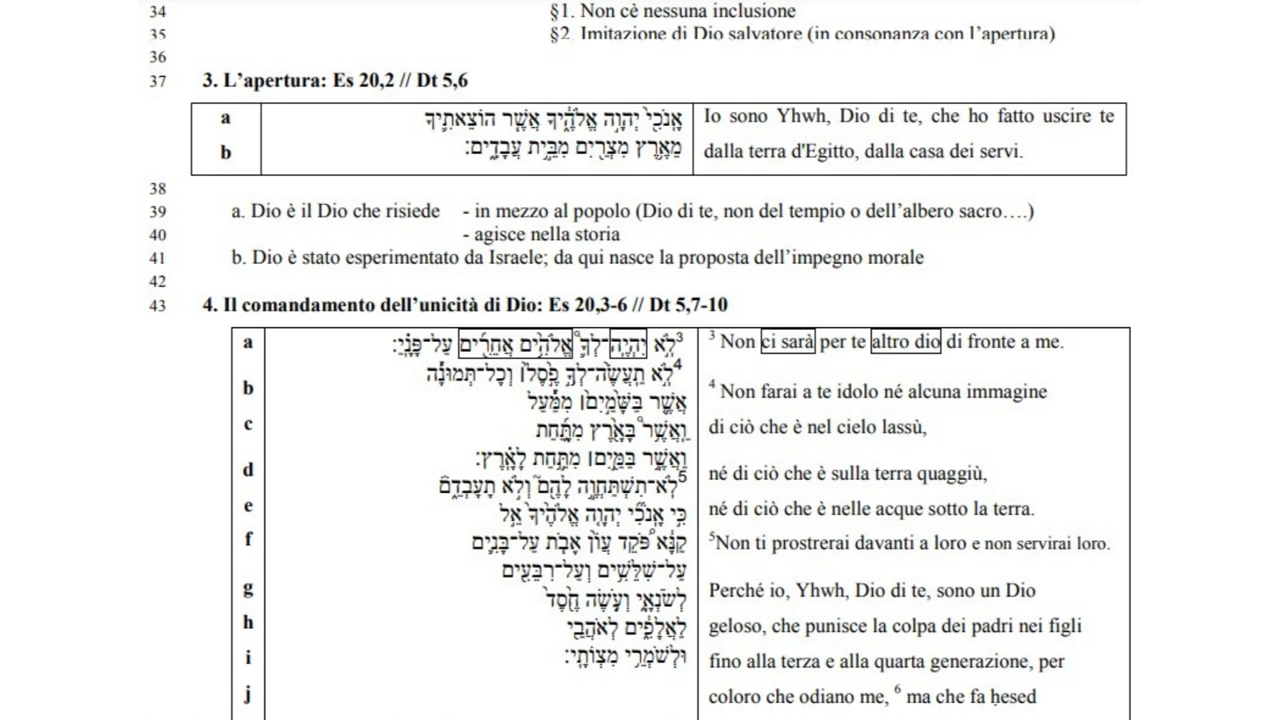 34 §1. Non cè nessuna inclusione
35 §2. Imitazione di Dio salvatore (in consonanza con l'apertura)
36
37 3. L'apertura: Es 20,2 // Dt 5,6
a אָֽנֹכִ֖י֙ יְהוָ֣ה אֱלֹהֶ֑֔יךָ אֲשֶׁ֧ר הוֹצֵאתִ֛יךָ Io sono Yhwh, Dio di te, che ho fatto uscire te
b מֵאֶ֥רֶץ מִצְרַ֖יִם מִבֵּ֥֣ית עֲבָדִֽ֑ים׃ dalla terra d'Egitto, dalla casa dei servi.
38
39 a. Dio è il Dio che risiede - in mezzo al popolo (Dio di te, non del tempio o dell'albero sacro….)
40 - agisce nella storia
41 b. Dio è stato esperimentato da Israele; da qui nasce la proposta dell'impegno morale
42
43 4. Il comandamento dell'unicità di Dio: Es 20,3-6 // Dt 5,7-10
a
b
c
d
e
f
g
h
i
j
3 לֹֽ֣א יִהְיֶֽה־לְךָ֛֩ אֱלֹהִ֥֨ים אֲחֵרִ֖֜ים עַל־פָּנָֽ֗יַ׃
4 לֹֽ֣א תַֽעֲשֶׂ֨ה־לְךָ֥֣ פֶ֣֙סֶל֙׀ וְכָל־תְּמוּנָ֡֔ה
אֲשֶׁ֤֣ר בַּשָּׁמַ֣֙יִם֙׀ מִמַּ֡֔עַל
וַֽאֲשֶׁ֥ר֩ בָּאָ֖֨רֶץ מִתַָּ֑֜חַת
וַאֲשֶׁ֥֣ר בַּמַּ֖֣יִם׀ מִתַּ֥֣חַת לָאָֽ֗רֶץ׃
5 לֹֽא־תִשְׁתַּחֲוֶ֥֣ה לָהֶ֖ם֮ וְלֹ֣א תָעָבְדֵ֑ם֒
כִּ֣י אָֽנֹכִ֞י יְהוָ֤ה אֱלֹהֶ֙יךָ֙ אֵ֣ל
קַנָּ֔א פֹּ֠קֵד עֲוֺ֨ן אָבֹ֧ת עַל־בָּנִ֛ים
עַל־שִׁלֵּשִׁ֥ים וְעַל־רִבֵּעִ֖ים
לְשֹׂנְאָֽ֑י וְעֹ֥֤שֶׂה חֶ֖֙סֶד֙
לַאֲלָפִ֑֔ים לְאֹהֲבַ֖י
וּלְשֹׁמְרֵ֥י מִצְוֺתָֽי׃
3 Non ci sarà per te altro dio di fronte a me.
4 Non farai a te idolo né alcuna immagine
di ciò che è nel cielo lassù,
né di ciò che è sulla terra quaggiù,
né di ciò che è nelle acque sotto la terra.
5Non ti prostrerai davanti a loro e non servirai loro.
Perché io, Yhwh, Dio di te, sono un Dio
geloso, che punisce la colpa dei padri nei figli
fino alla terza e alla quarta generazione, per
coloro che odiano me, 6 ma che fa ḥesed